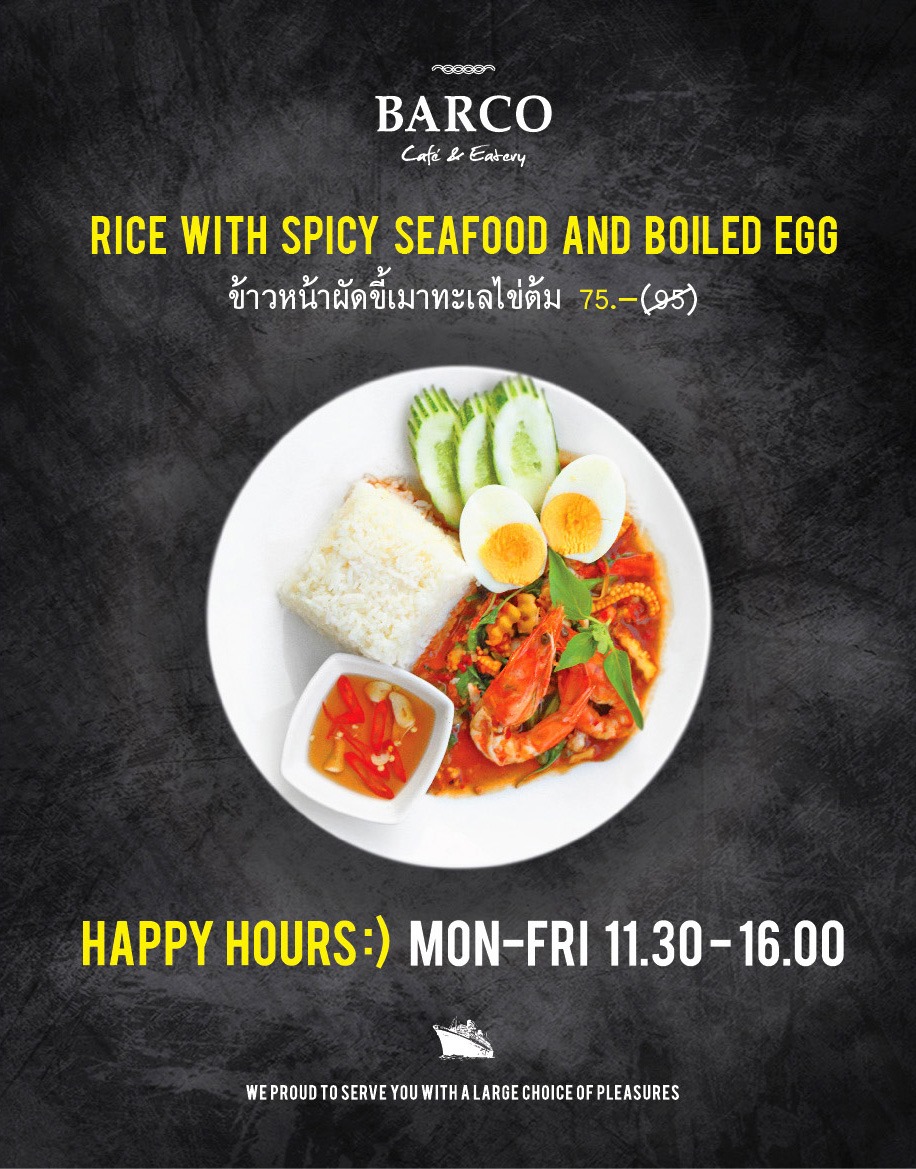 BARCO
Café & Eatery
RICE WITH SPICY SEAFOOD AND BOILED EGG
ข้าวหน้าผัดขี้เมาทะเลไข่ต้ม 75.-(95)
HAPPY HOURS:) MON-FRI 11.30-16.00
WE PROUD TO SERVE YOU WITH A LARGE CHOICE OF PLEASURES